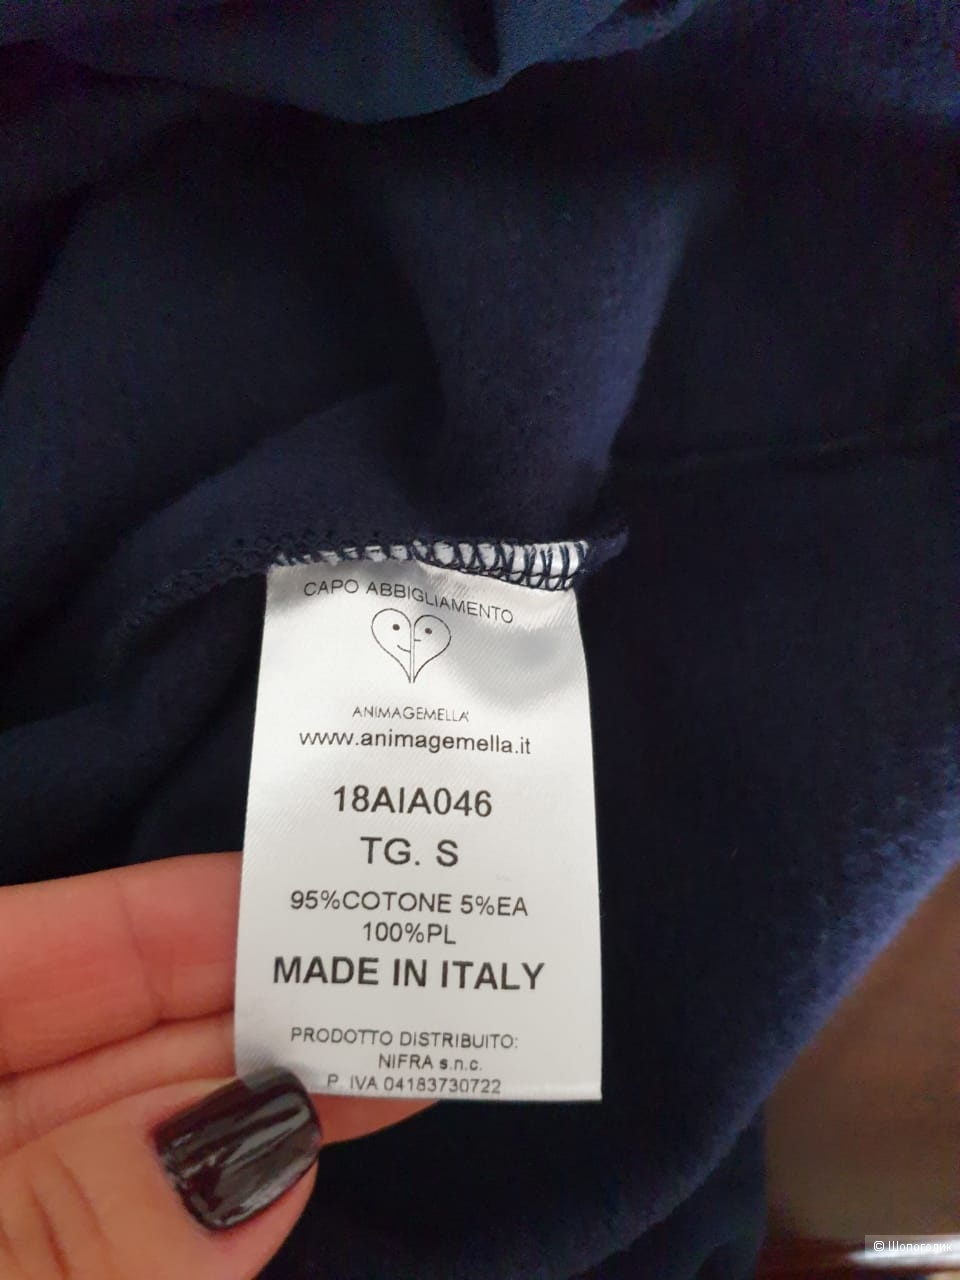 CAPO ABBIGLIAMENTO
ANIMAGEMELLA
www.animagemella.it
18AIA046
TG. S
95%COTONE 5%EA
100%PL
MADE IN ITALY
PRODOTTO DISTRIBUITO:
NIFRA s.n.c.
P. IVA 04183730722
© Шопоголик